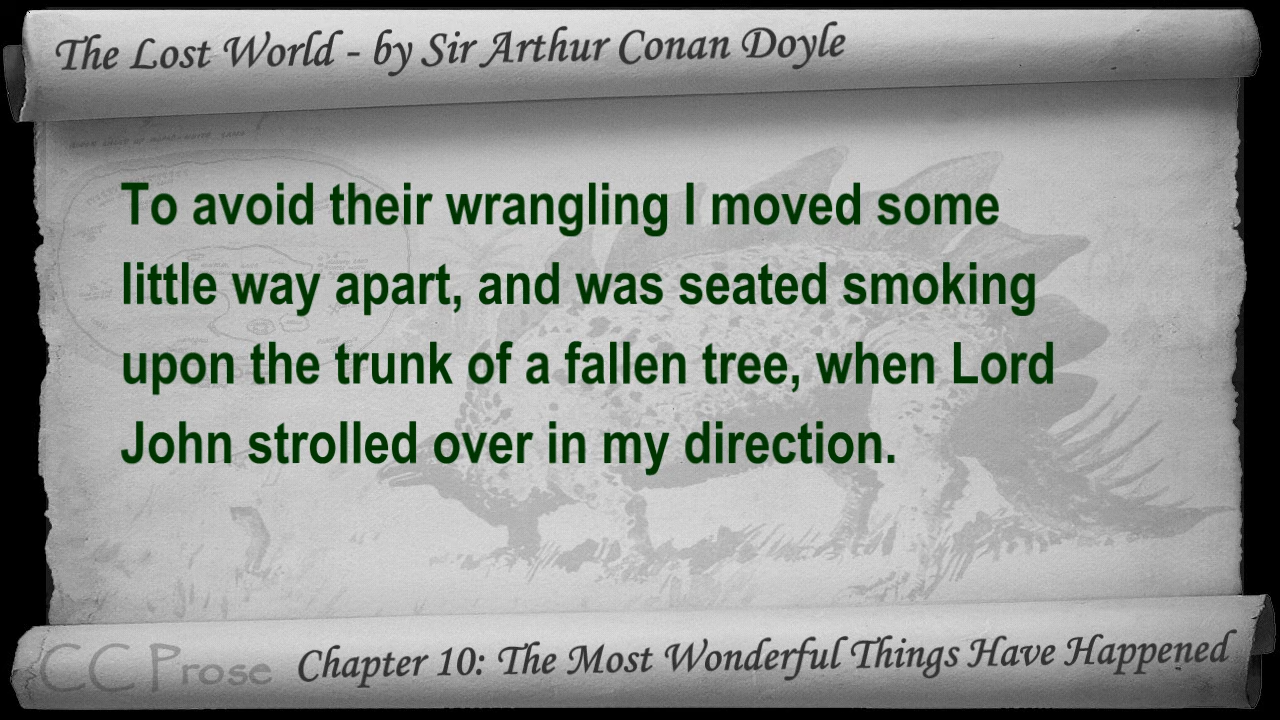 The Lost World - by Sir Arthur Conan Doyle
To avoid their wrangling I moved some
little way apart, and was seated smoking
upon the trunk of a fallen tree, when Lord
John strolled over in my direction.
CC Prose
Chapter 10: The Most Wonderful Things Have Happened